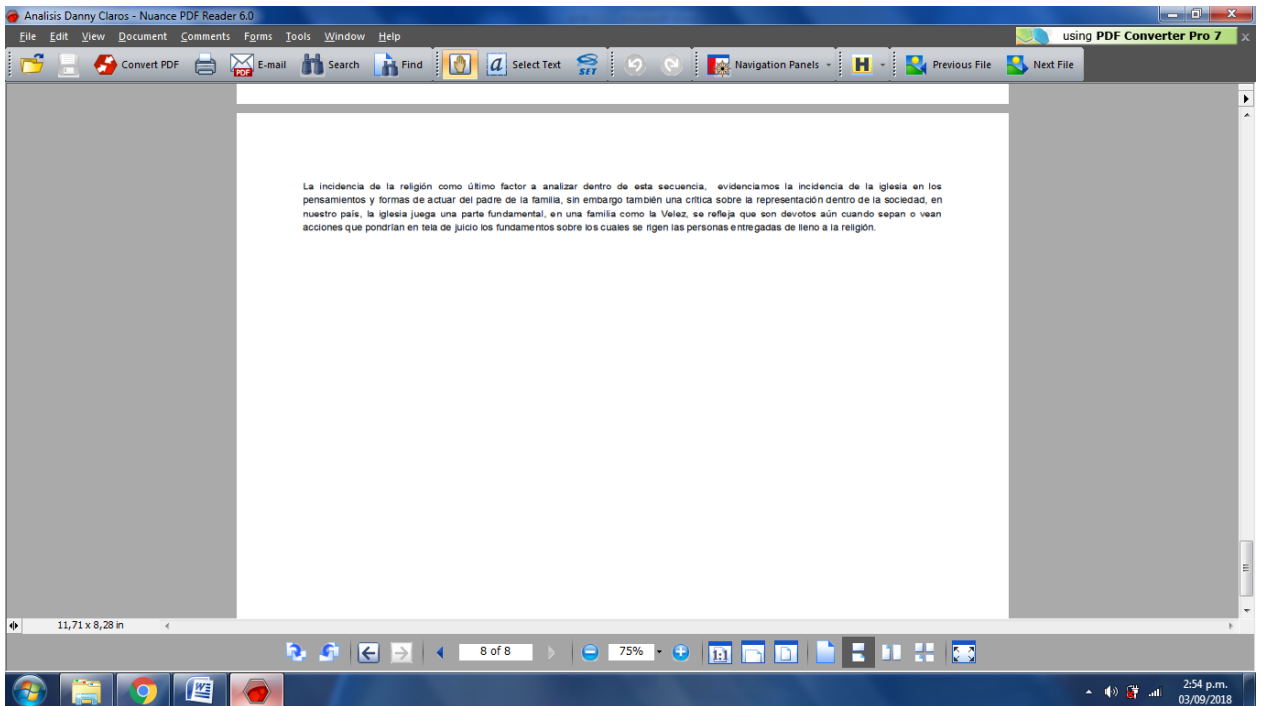 Analisis Danny Claros - Nuance PDF Reader 6.0
File Edit View Document Comments Forms Tools Window Help
using PDF Converter Pro 7 x
Convert PDF E-mail Search Find a Select Text SET Navigation Panels H Previous File Next File
La incidencia de la religión como último factor a analizar dentro de esta secuencia, evidenciamos la incidencia de la iglesia en los
pensamientos y formas de actuar del padre de la familia, sin embargo también una crítica sobre la representación dentro de la sociedad, en
nuestro país, la iglesia juega una parte fundamental, en una familia como la Velez, se refleja que son devotos aún cuando sepan o vean
acciones que pondrían en tela de juicio los fundamentos sobre los cuales se rigen las personas entregadas de lleno a la religión.
11,71 x 8,28 in
8 of 8 75% 1:1
2:54 p.m.
03/09/2018